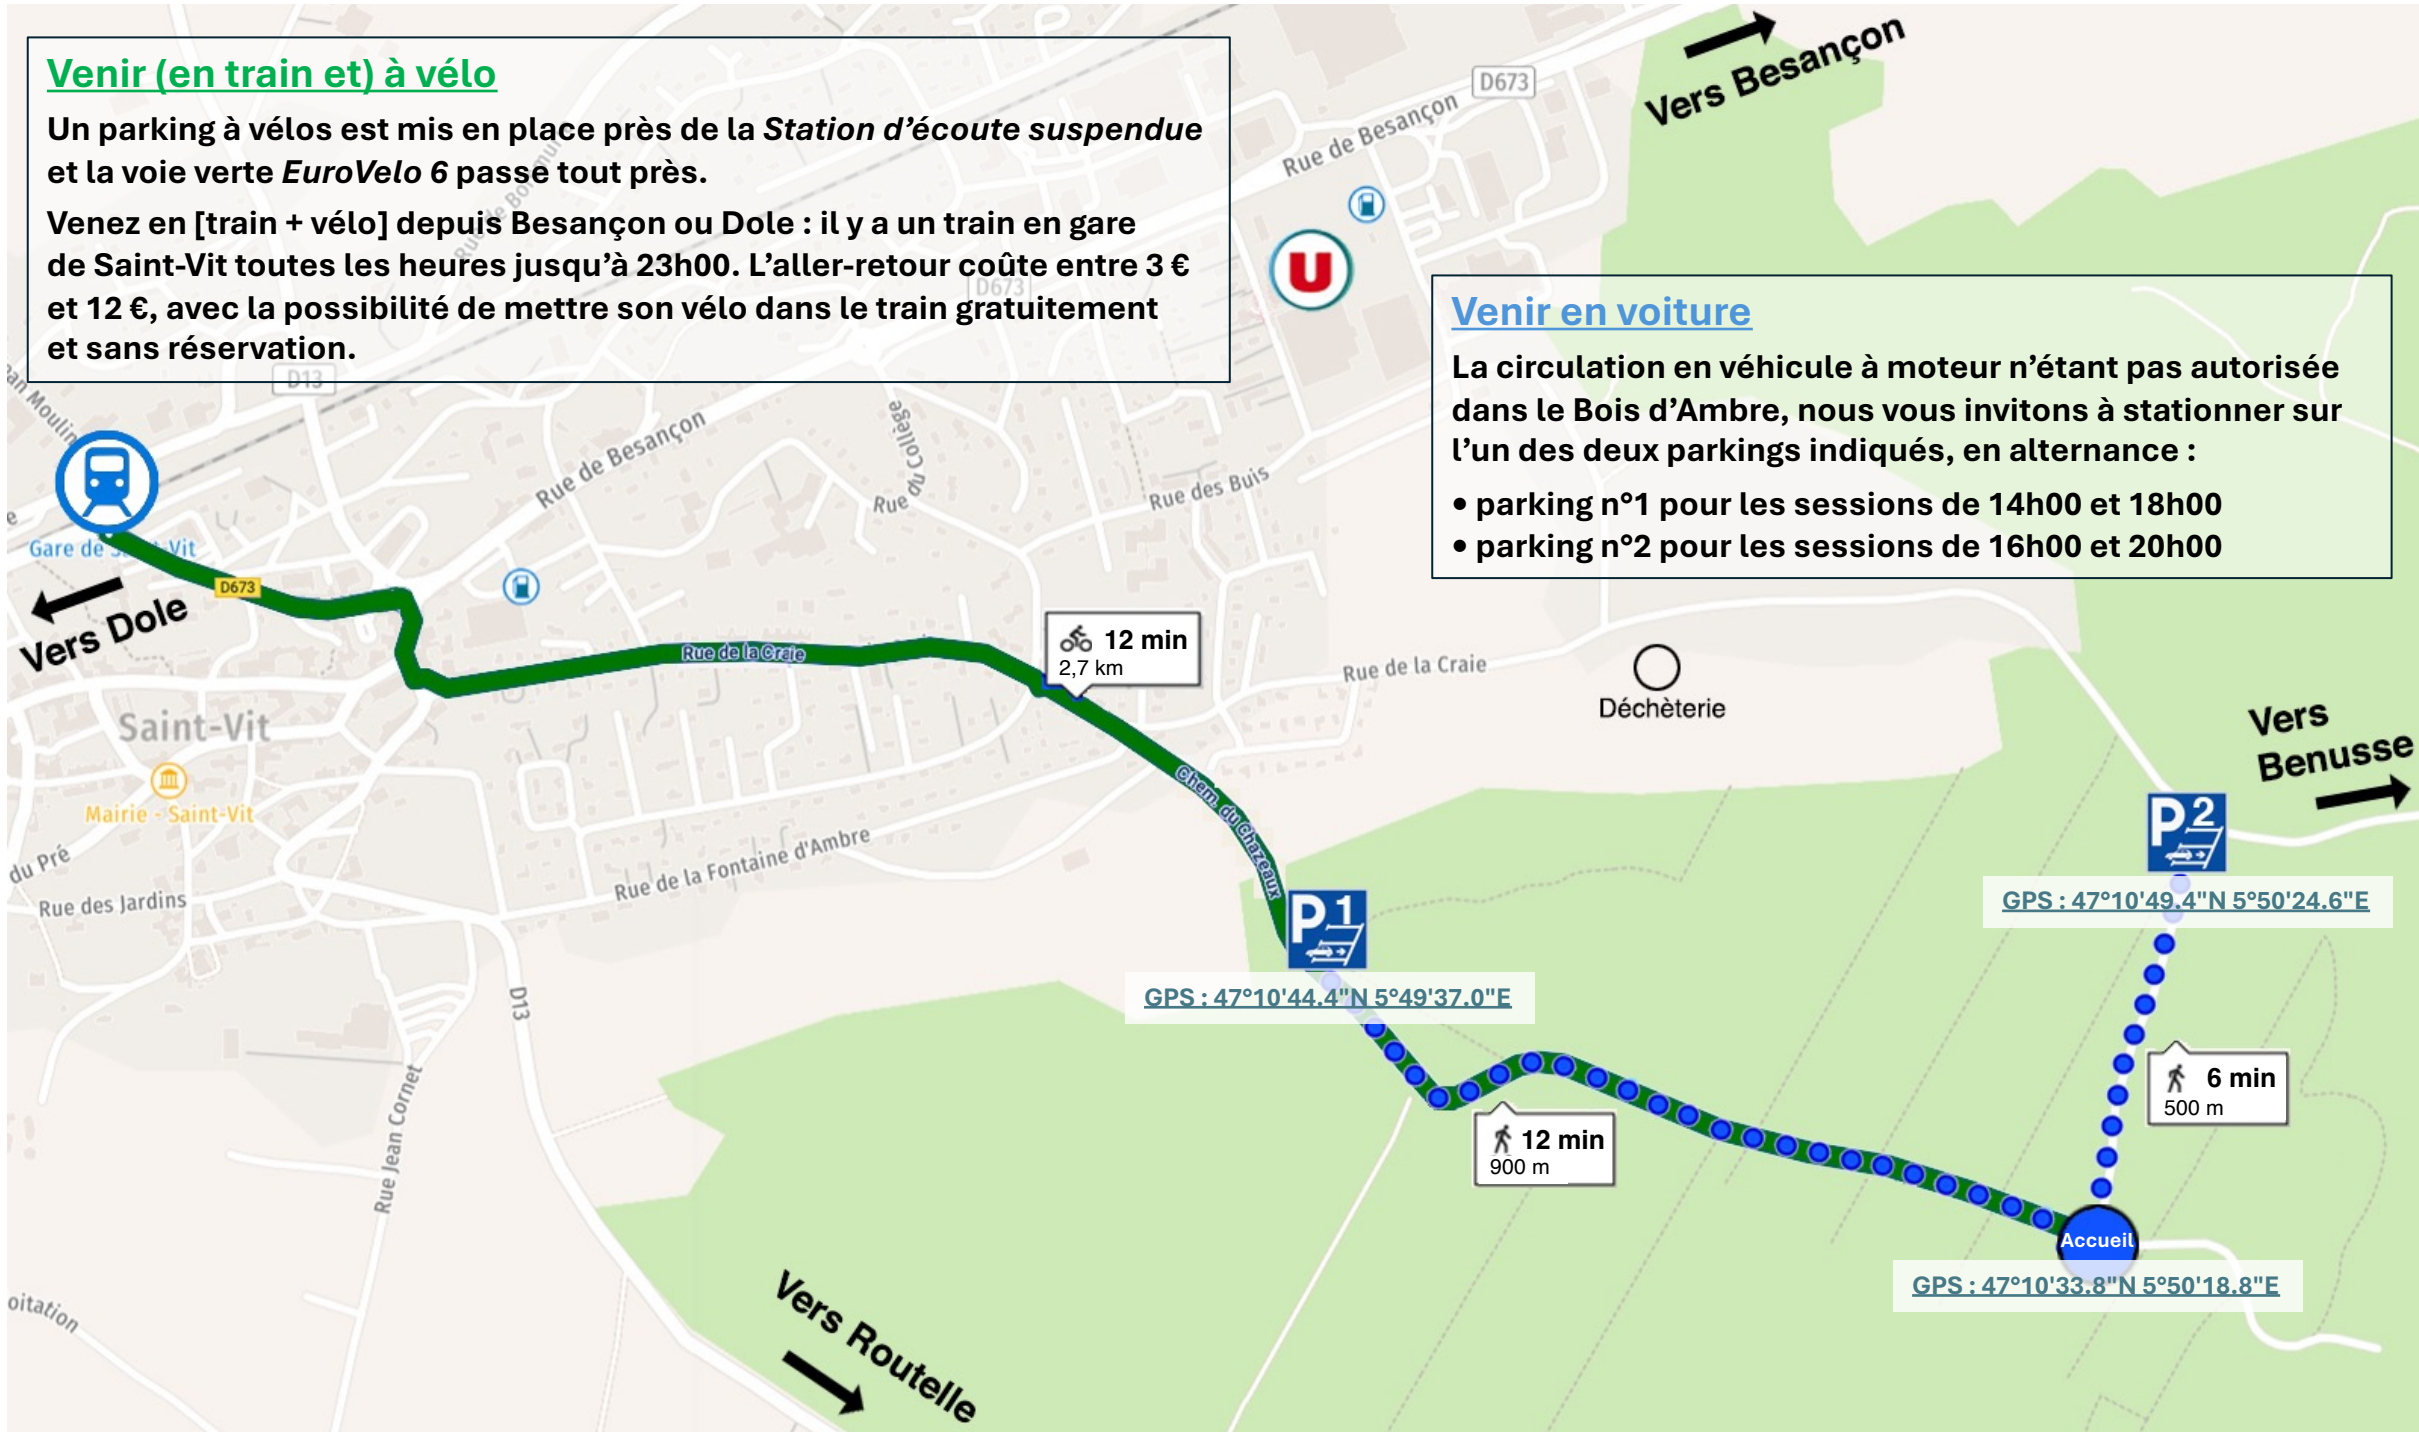 Venir (en train et) à vélo
Un parking à vélos est mis en place près de la Station d'écoute suspendue
et la voie verte EuroVelo 6 passe tout près.
Venez en [train + vélo] depuis Besançon ou Dole : il y a un train en gare
de Saint-Vit toutes les heures jusqu'à 23h00. L'aller-retour coûte entre 3 €
et 12 €, avec la possibilité de mettre son vélo dans le train gratuitement
et sans réservation.
Vers Besançon
D673
Rue de Besançon
U
D673
Venir en voiture
La circulation en véhicule à moteur n'étant pas autorisée
dans le Bois d'Ambre, nous vous invitons à stationner sur
l'un des deux parkings indiqués, en alternance :
• parking n°1 pour les sessions de 14h00 et 18h00
• parking n°2 pour les sessions de 16h00 et 20h00
D13
Moulin
Rue de Besançon
Rue du Collège
Rue des Buis
Gare de Saint-Vit
D673
Vers Dole
Rue de la Craie
12 min
2,7 km
Rue de la Craie
Déchèterie
Saint-Vit
Mairie - Saint-Vit
Vers
Benusse
Chem. du Chazeaux
P2
du Pré
Rue des Jardins
Rue de la Fontaine d'Ambre
P1
GPS : 47°10'49.4"N 5°50'24.6"E
GPS : 47°10'44.4"N 5°49'37.0"E
D13
Rue Jean Cornet
6 min
500 m
12 min
900 m
Accueil
GPS : 47°10'33.8"N 5°50'18.8"E
oitation
Vers Routelle